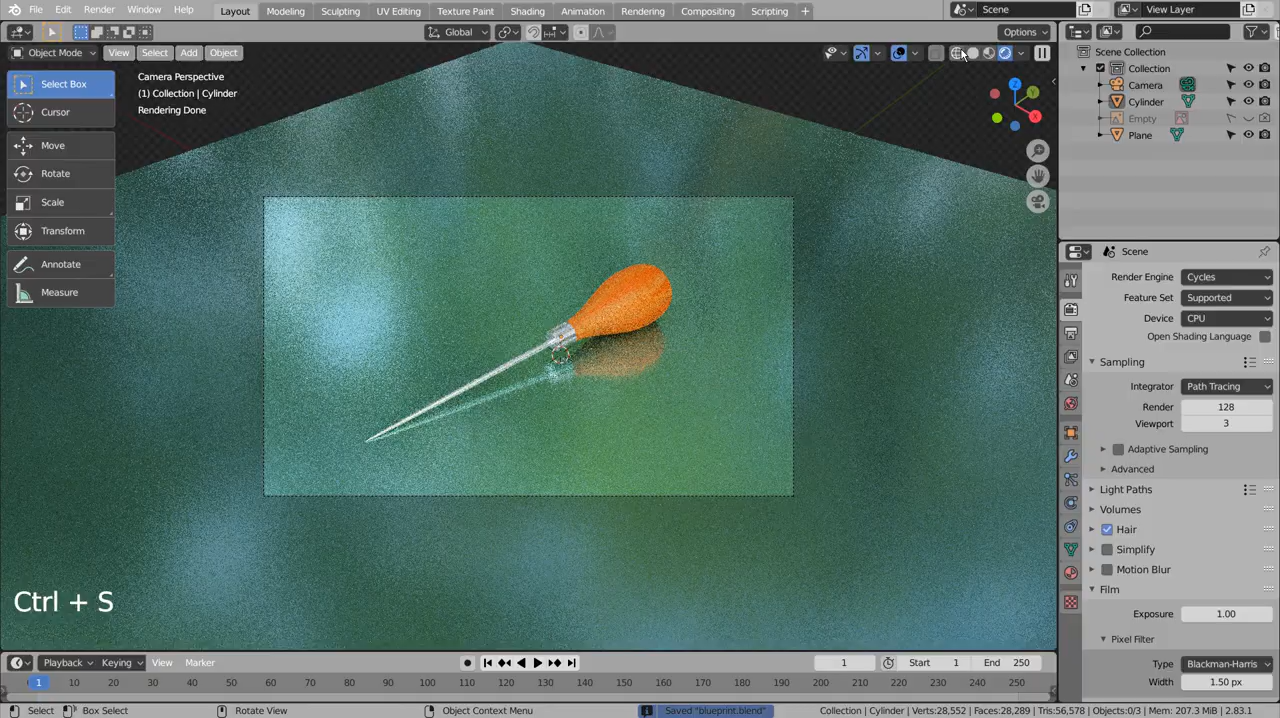 File Edit Render Window Help Layout Modeling Sculpting UV Editing Texture Paint Shading Animation Rendering Compositing Scripting + Scene View Layer
Global Options
Object Mode View Select Add Object
Select Box
Cursor
Move
Rotate
Scale
Transform
Annotate
Measure
Camera Perspective
(1) Collection | Cylinder
Rendering Done
Z
Y
X
Ctrl + S
Scene Collection
Collection
Camera
Cylinder
Empty
Plane
Scene
Render Engine Cycles
Feature Set Supported
Device CPU
Open Shading Language
Sampling
Integrator Path Tracing
Render 128
Viewport 3
Adaptive Sampling
Advanced
Light Paths
Volumes
Hair
Simplify
Motion Blur
Film
Exposure 1.00
Pixel Filter
Type Blackman-Harris
Width 1.50 px
Playback Keying View Marker 1 Start 1 End 250
1 10 20 30 40 50 60 70 80 90 100 110 120 130 140 150 160 170 180 190 200 210 220 230 240 250
Select Box Select Rotate View Object Context Menu Saved "blueprint.blend" Collection | Cylinder | Verts:28,552 | Faces:28,289 | Tris:56,578 | Objects:0/3 | Mem: 207.3 MiB | 2.83.1